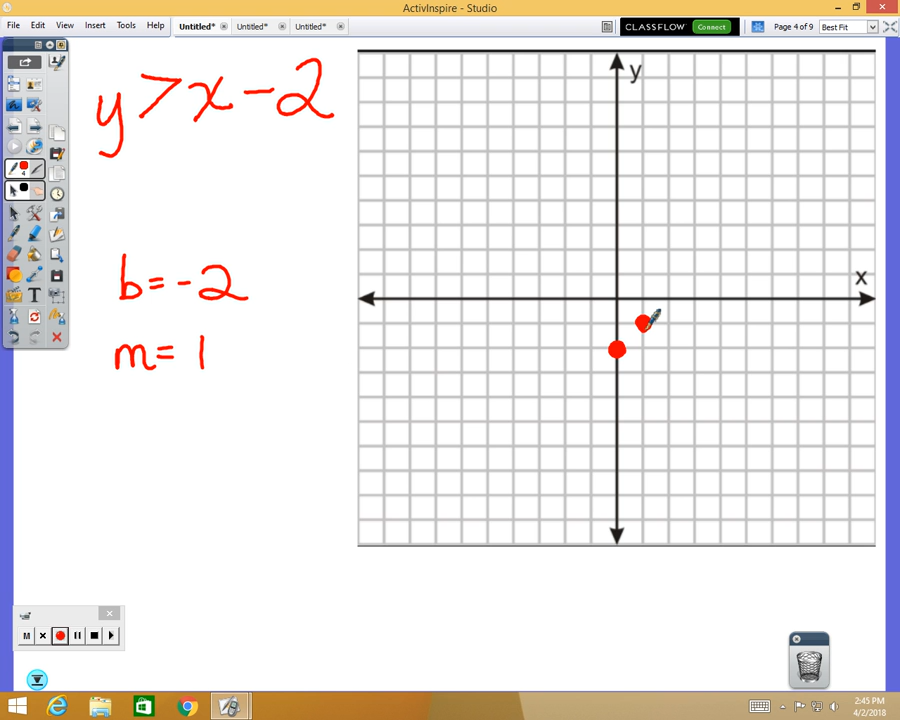 ActivInspire - Studio
File Edit View Insert Tools Untitled* Untitled* Untitled* CLASSFLOW Connect Page 4 of 9 Best Fit
y > x - 2
y
x
4
T
b = -2
m = 1
M
2:45 PM
4/2/2018